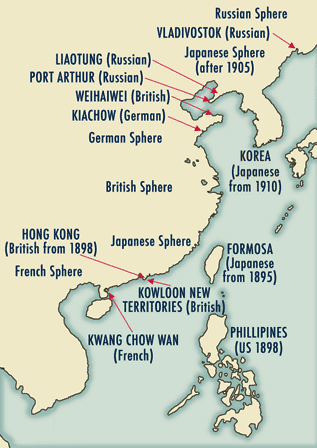 Russian Sphere
VLADIVOSTOK (Russian)
Japanese Sphere
(after 1905)
LIAOTUNG (Russian)
PORT ARTHUR (Russian)
WEIHAIWEI (British)
KIACHOW (German)
German Sphere
KOREA
(Japanese
from 1910)
British Sphere
HONG KONG
(British from 1898)
Japanese Sphere
FORMOSA
(Japanese
from 1895)
French Sphere
KOWLOON NEW
TERRITORIES (British)
KWANG CHOW WAN
(French)
PHILLIPINES
(US 1898)